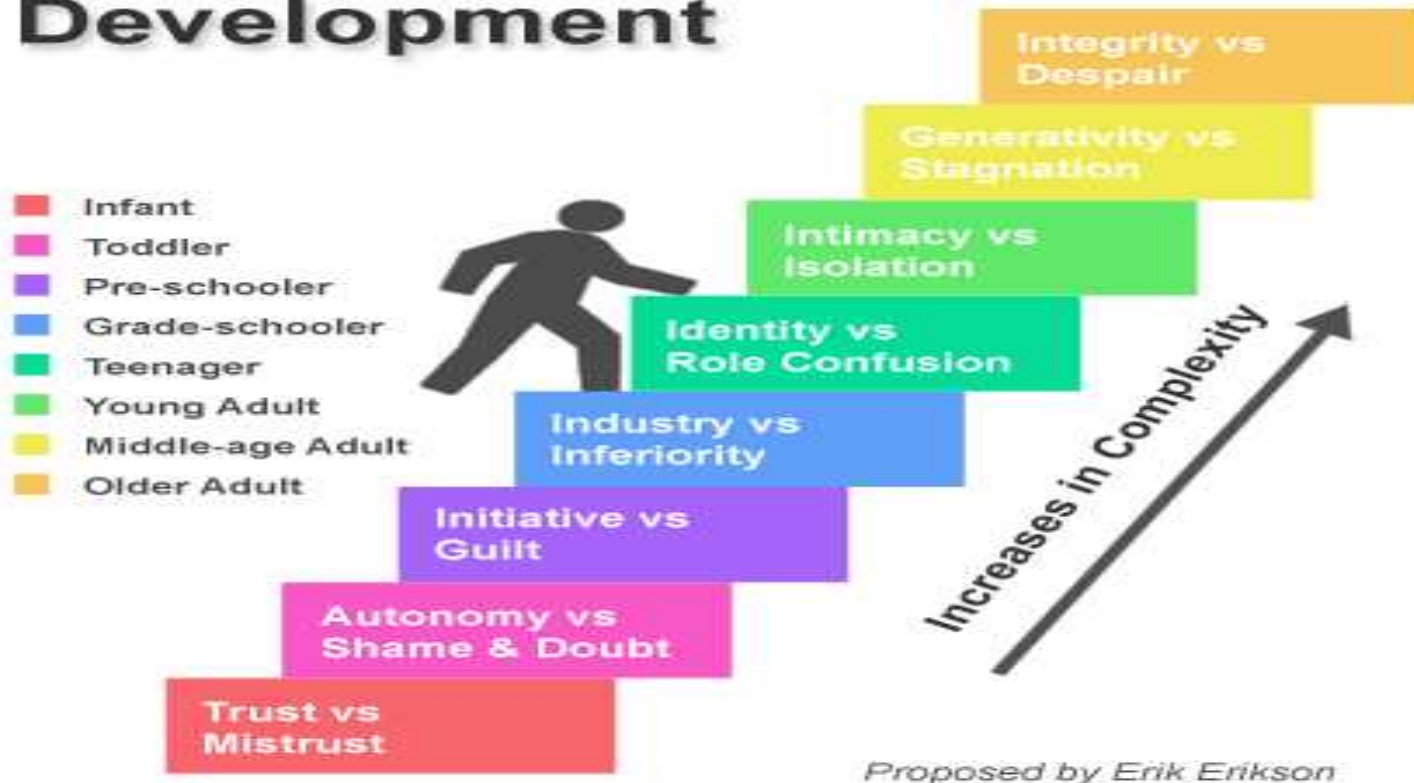 Development
Integrity vs
Despair
Generativity vs
Stagnation
Intimacy vs
Isolation
Identity vs
Role Confusion
Industry vs
Inferiority
Initiative vs
Guilt
Autonomy vs
Shame & Doubt
Trust vs
Mistrust
Infant
Toddler
Pre-schooler
Grade-schooler
Teenager
Young Adult
Middle-age Adult
Older Adult
Increases in Complexity
Proposed by Erik Erikson